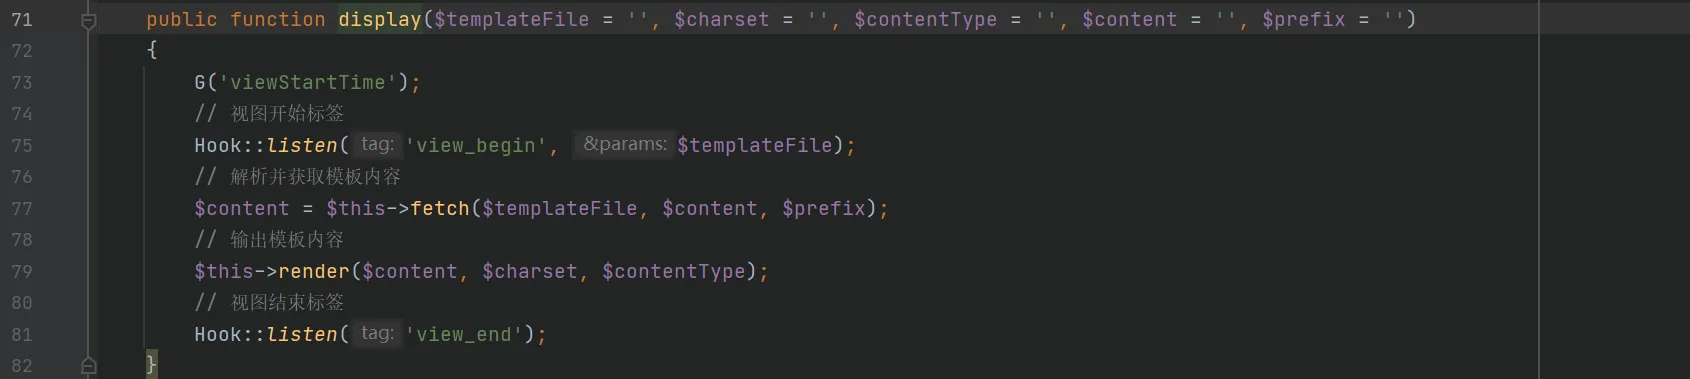 71 public function display($templateFile = '', $charset = '', $contentType = '', $content = '', $prefix = '')
72 {
73 G('viewStartTime');
74 // 视图开始标签
75 Hook::listen( tag: 'view_begin', &params: $templateFile);
76 // 解析并获取模板内容
77 $content = $this->fetch($templateFile, $content, $prefix);
78 // 输出模板内容
79 $this->render($content, $charset, $contentType);
80 // 视图结束标签
81 Hook::listen( tag: 'view_end');
82 }